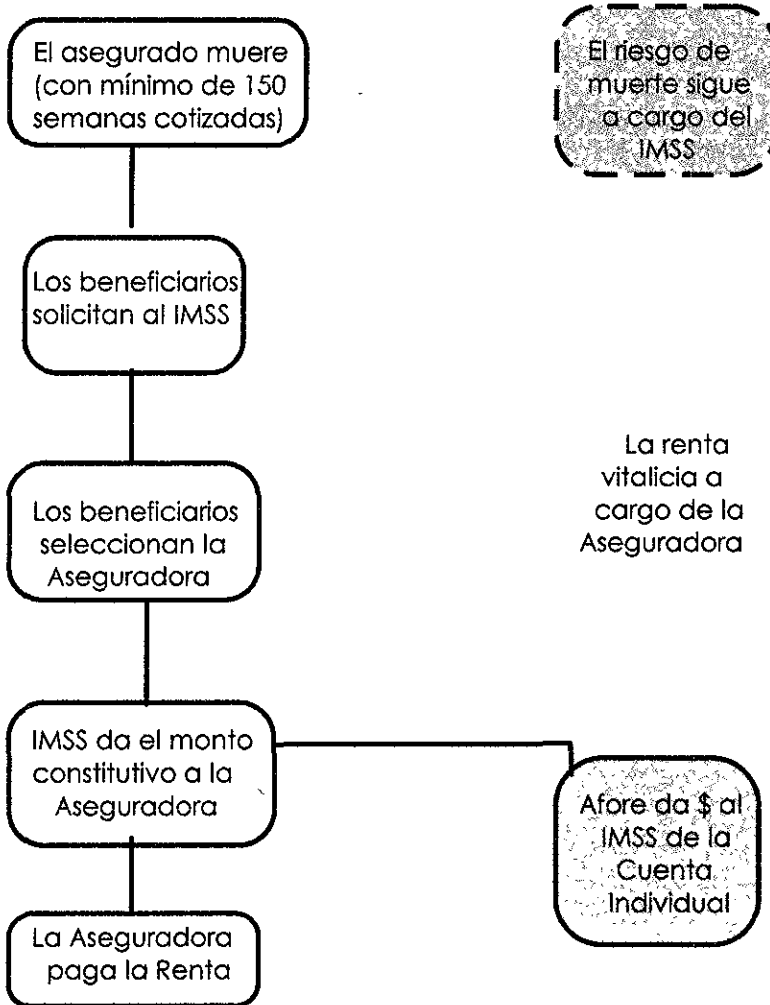 El asegurado muere
(con mínimo de 150
semanas cotizadas)
El riesgo de
muerte sigue
a cargo del
IMSS
Los beneficiarios
solicitan al IMSS
Los beneficiarios
seleccionan la
Aseguradora
La renta
vitalicia a
cargo de la
Aseguradora
IMSS da el monto
constitutivo a la
Aseguradora
Afore da $ al
IMSS de la
Cuenta
Individual
La Aseguradora
paga la Renta